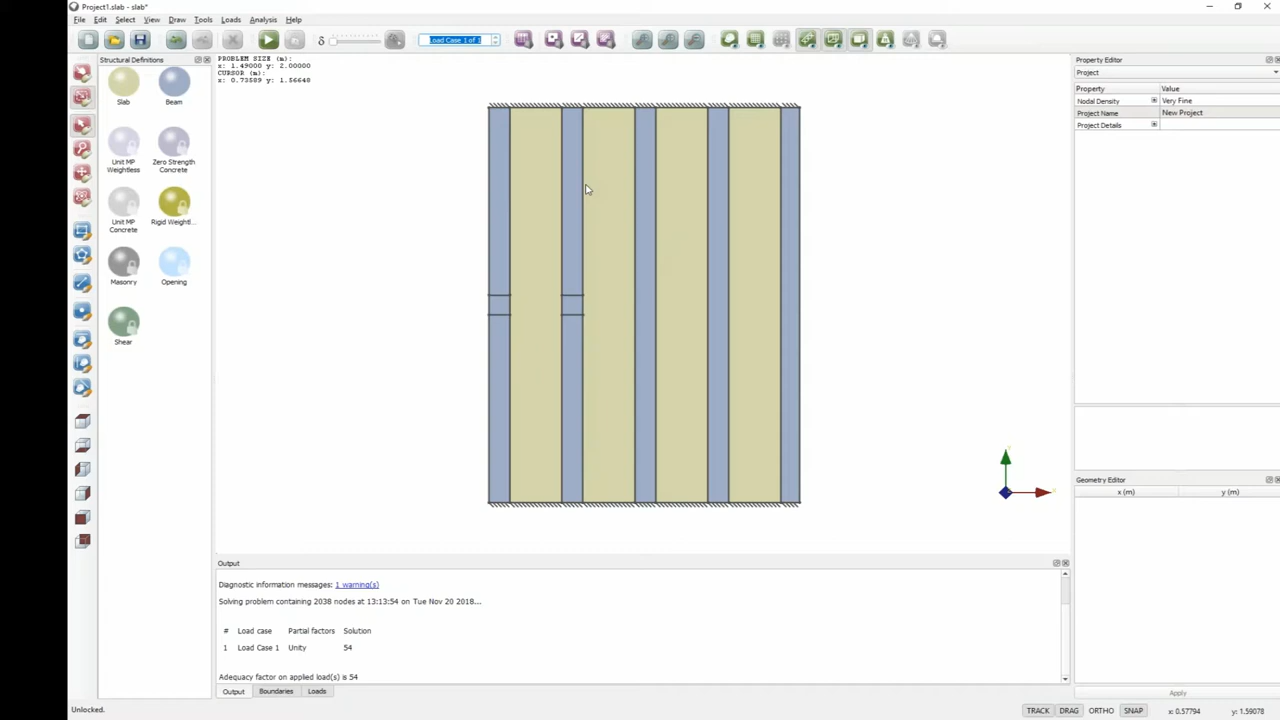 Project1.slab - slab*
File Edit Select View Draw Tools Loads Analysis Help
δ
Load Case 1 of 1
Structural Definitions
Slab Beam
Unit MP Weightless
Zero Strength Concrete
Unit MP Concrete
Rigid Weightl...
Masonry Opening
Shear
PROBLEM SIZE (m):
x: 1.49000 y: 2.00000
CURSOR (m):
x: 0.73589 y: 1.56648
Output
Diagnostic information messages: 1 warning(s)
Solving problem containing 2038 nodes at 13:13:54 on Tue Nov 20 2018...
# Load case Partial factors Solution
1 Load Case 1 Unity 54
Adequacy factor on applied load(s) is 54
Output Boundaries Loads
Property Editor
Project
Property Value
Nodal Density Very Fine
Project Name New Project
Project Details
Geometry Editor
x (m) y (m)
Apply
Unlocked.
TRACK DRAG ORTHO SNAP x: 0.57794 y: 1.59078